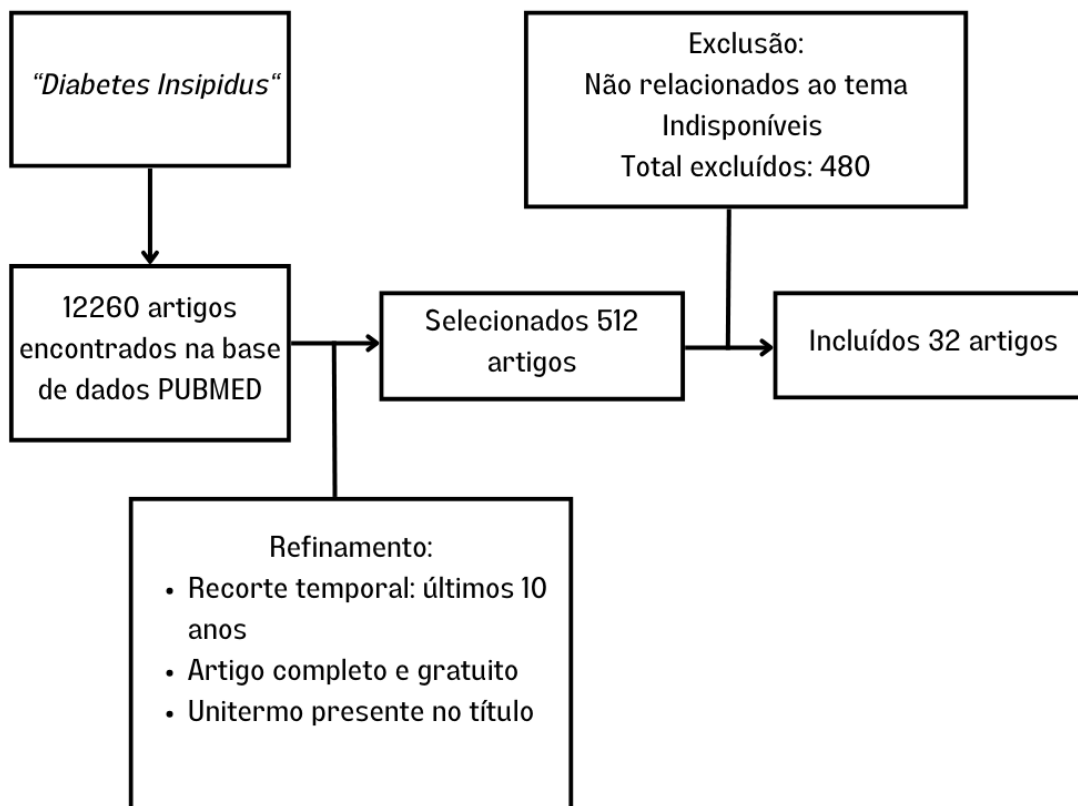 “Diabetes Insipidus“
12260 artigos
encontrados na base
de dados PUBMED
Refinamento:
• Recorte temporal: últimos 10
anos
• Artigo completo e gratuito
• Unitermo presente no título
Selecionados 512
artigos
Exclusão:
Não relacionados ao tema
Indisponíveis
Total excluídos: 480
Incluídos 32 artigos